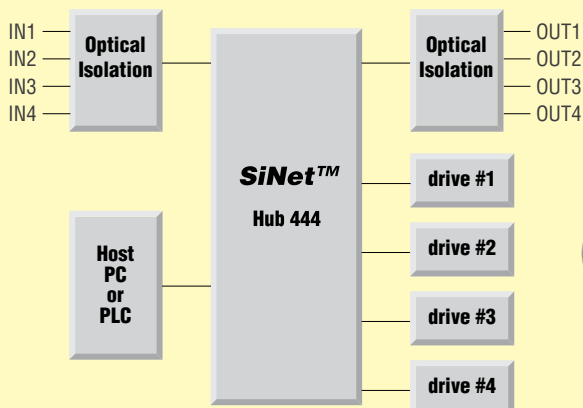 IN1
IN2
IN3
IN4
Optical
Isolation
Optical
Isolation
OUT1
OUT2
OUT3
OUT4
SiNet™
Hub 444
Host
PC
or
PLC
drive #1
drive #2
drive #3
drive #4